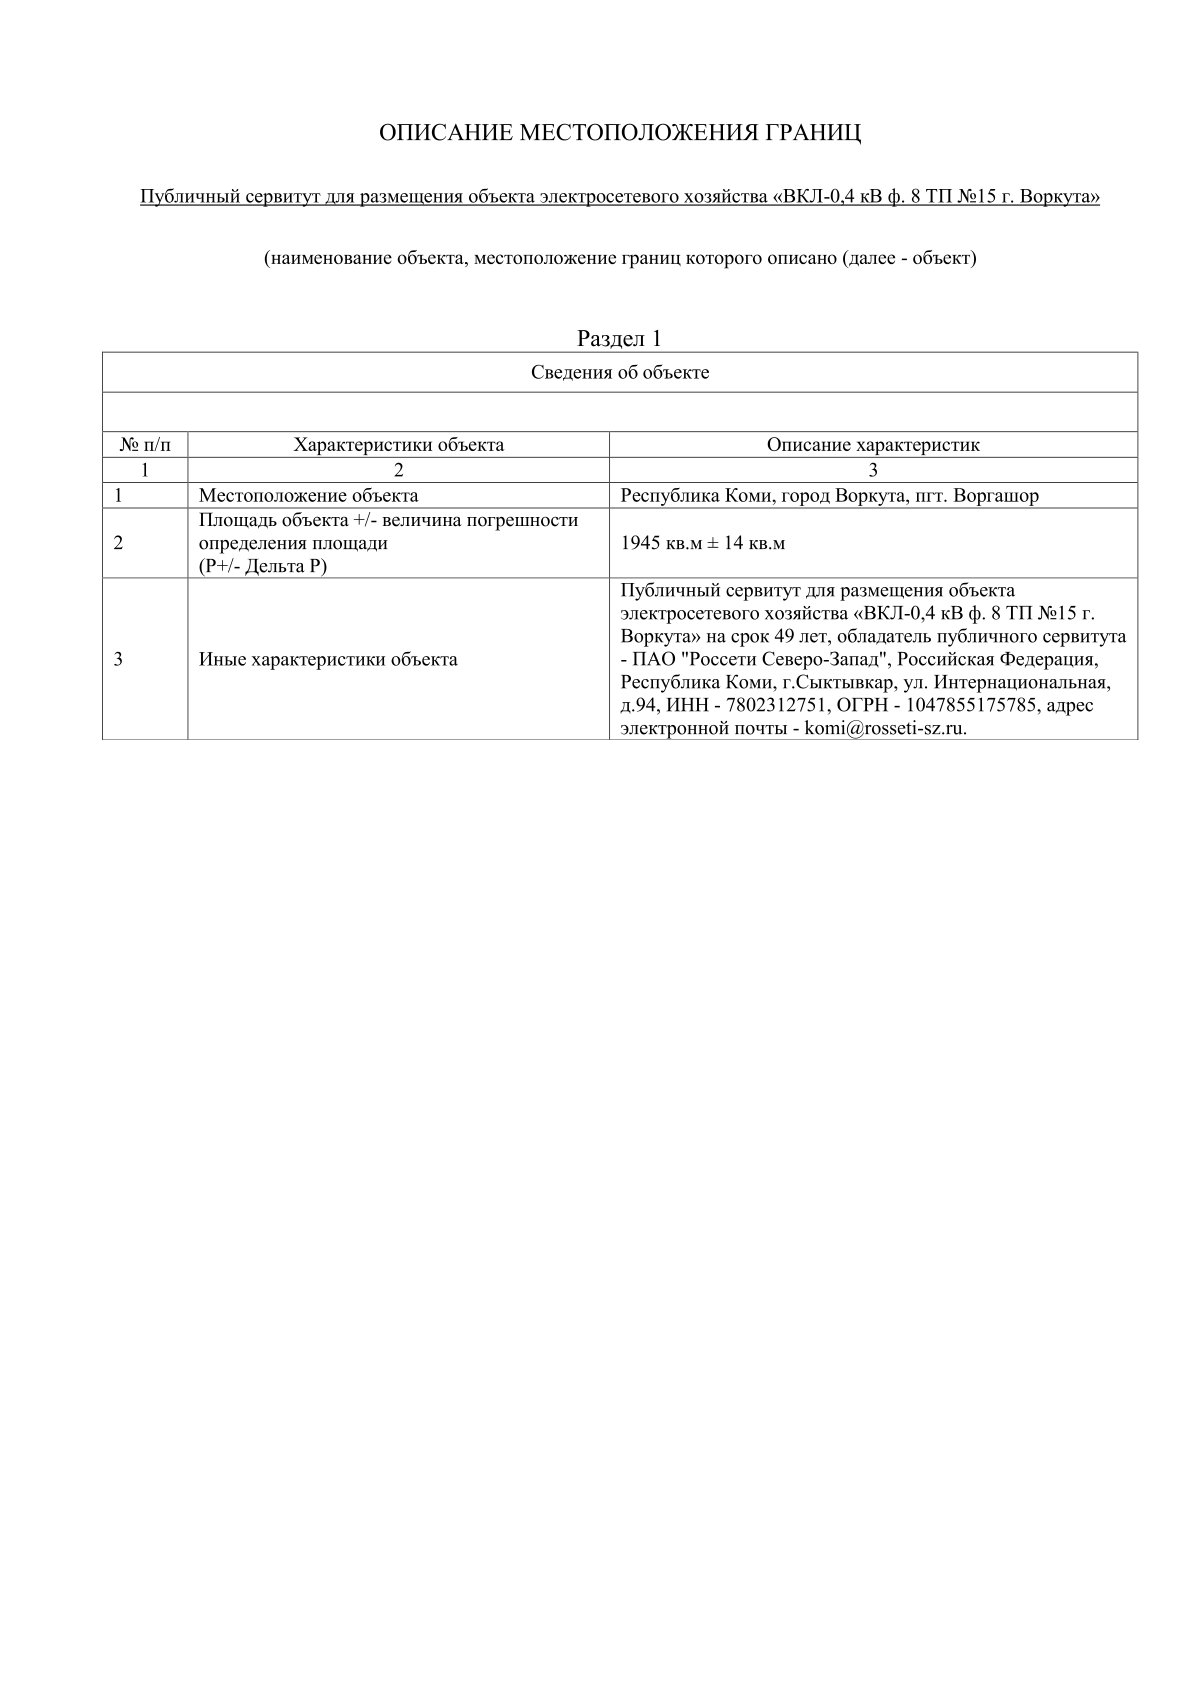 ОПИСАНИЕ МЕСТОПОЛОЖЕНИЯ ГРАНИЦ
Публичный сервитут для размещения объекта электросетевого хозяйства «ВКЛ-0,4 кВ ф. 8 ТП №15 г. Воркута»
(наименование объекта, местоположение границ которого описано (далее - объект)
Раздел 1
Сведения об объекте
№ п/п Характеристики объекта Описание характеристик
1 2 3
1 Местоположение объекта Республика Коми, город Воркута, пгт. Воргашор
Площадь объекта +/- величина погрешности
2 определения площади 1945 кв.м ± 14 кв.м
(P+/- Дельта P)
Публичный сервитут для размещения объекта
электросетевого хозяйства «ВКЛ-0,4 кВ ф. 8 ТП №15 г.
Воркута» на срок 49 лет, обладатель публичного сервитута
3 Иные характеристики объекта - ПАО "Россети Северо-Запад", Российская Федерация,
Республика Коми, г.Сыктывкар, ул. Интернациональная,
д.94, ИНН - 7802312751, ОГРН - 1047855175785, адрес
электронной почты - komi@rosseti-sz.ru.